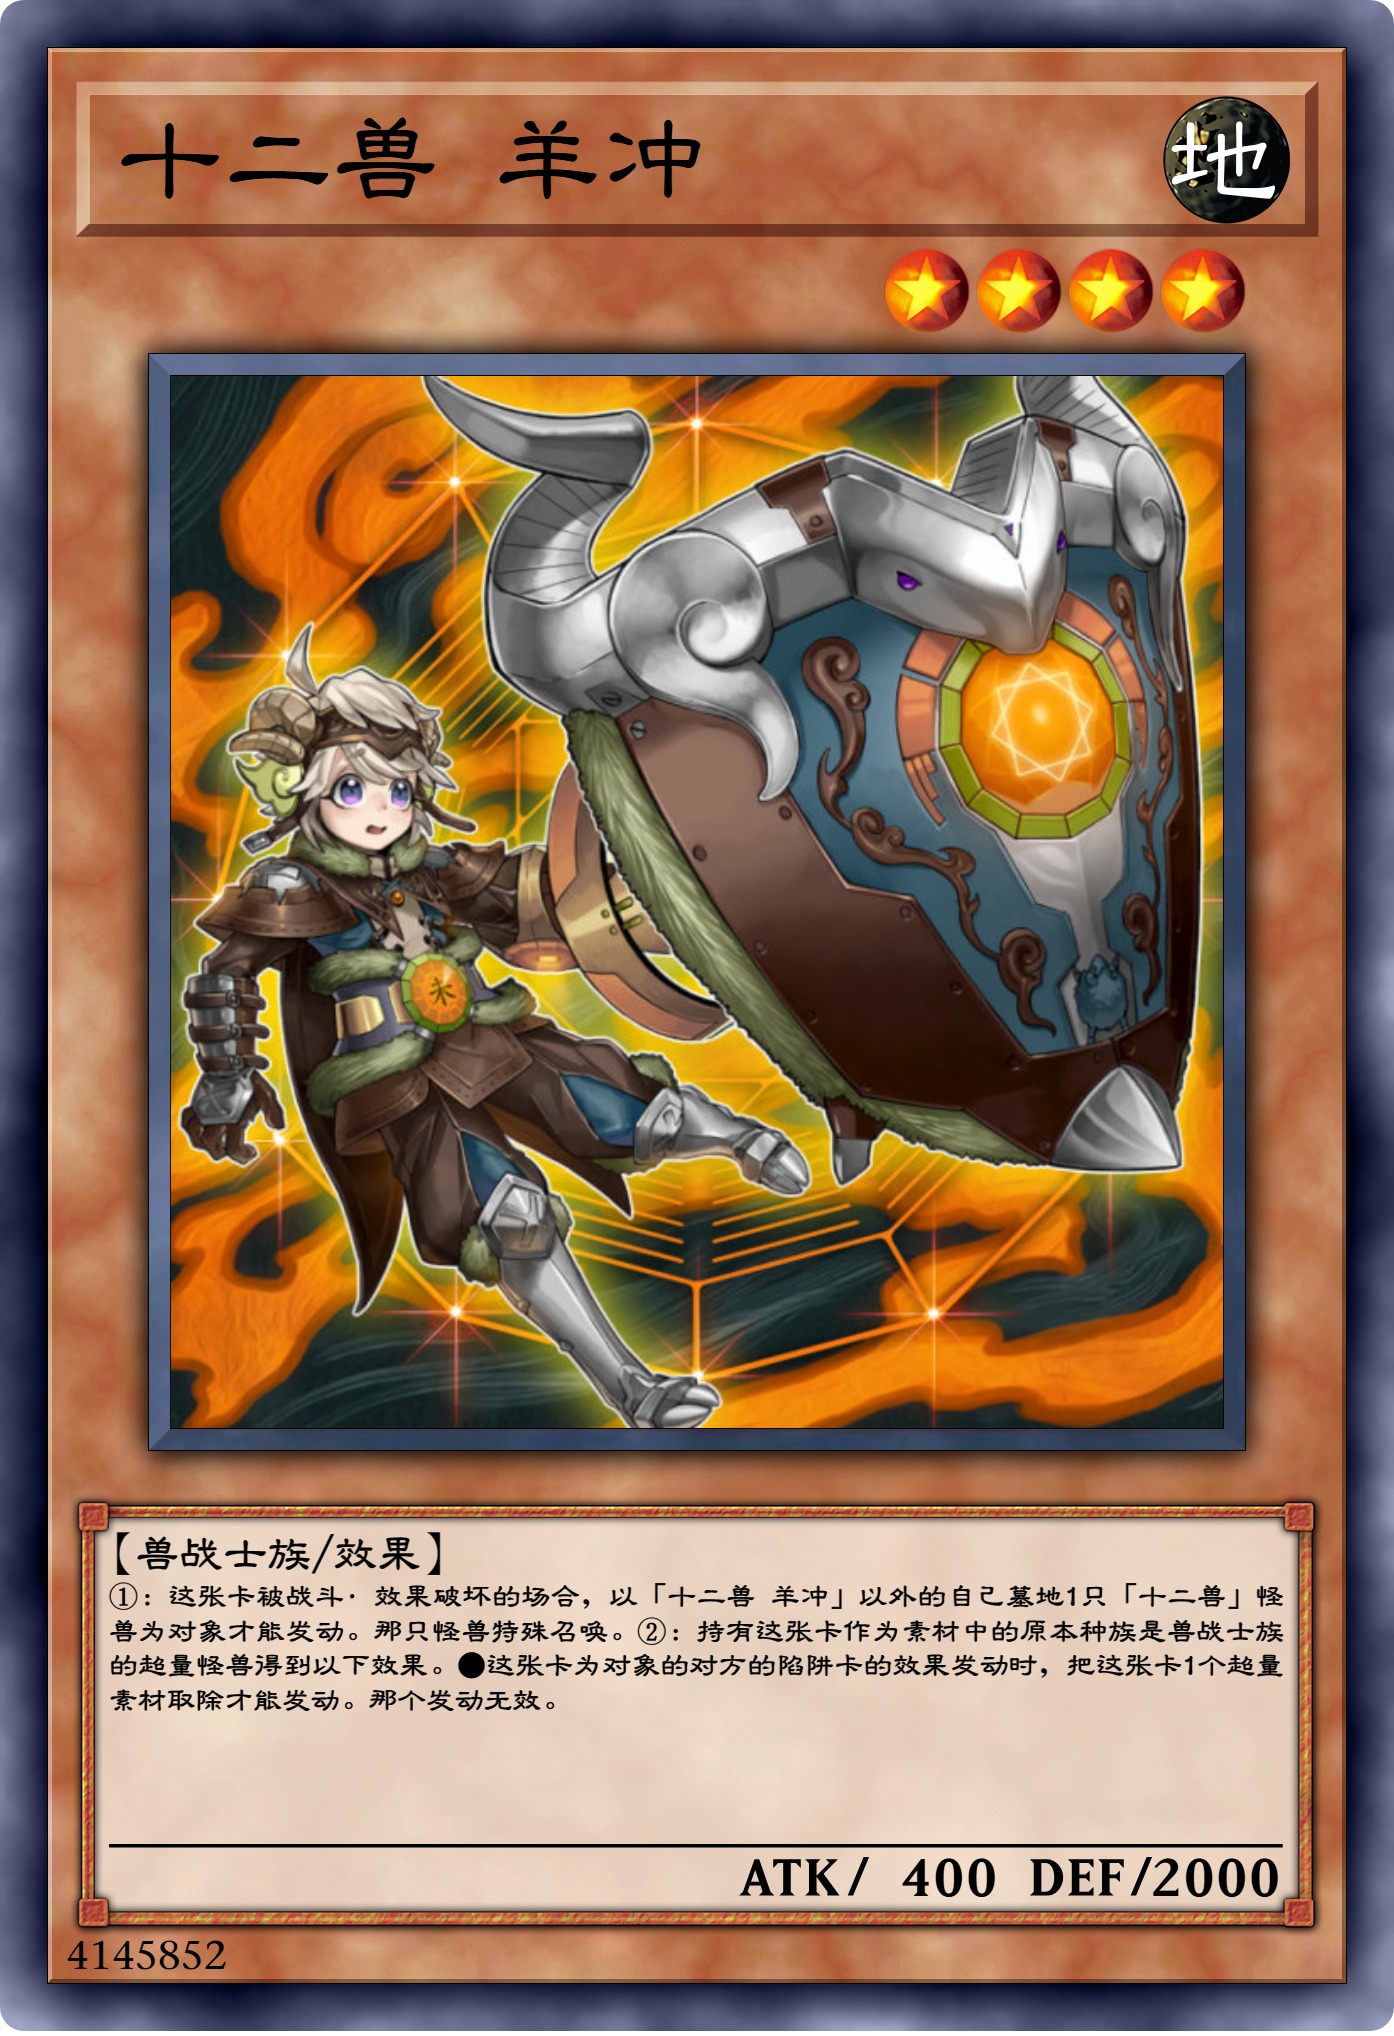 十二兽 羊冲
地
【兽战士族/效果】
①：这张卡被战斗·效果破坏的场合，以「十二兽 羊冲」以外的自己墓地1只「十二兽」怪
兽为对象才能发动。那只怪兽特殊召唤。②：持有这张卡作为素材中的原本种族是兽战士族
的超量怪兽得到以下效果。●这张卡为对象的对方的陷阱卡的效果发动时，把这张卡1个超量
素材取除才能发动。那个发动无效。
ATK/ 400 DEF/2000
4145852